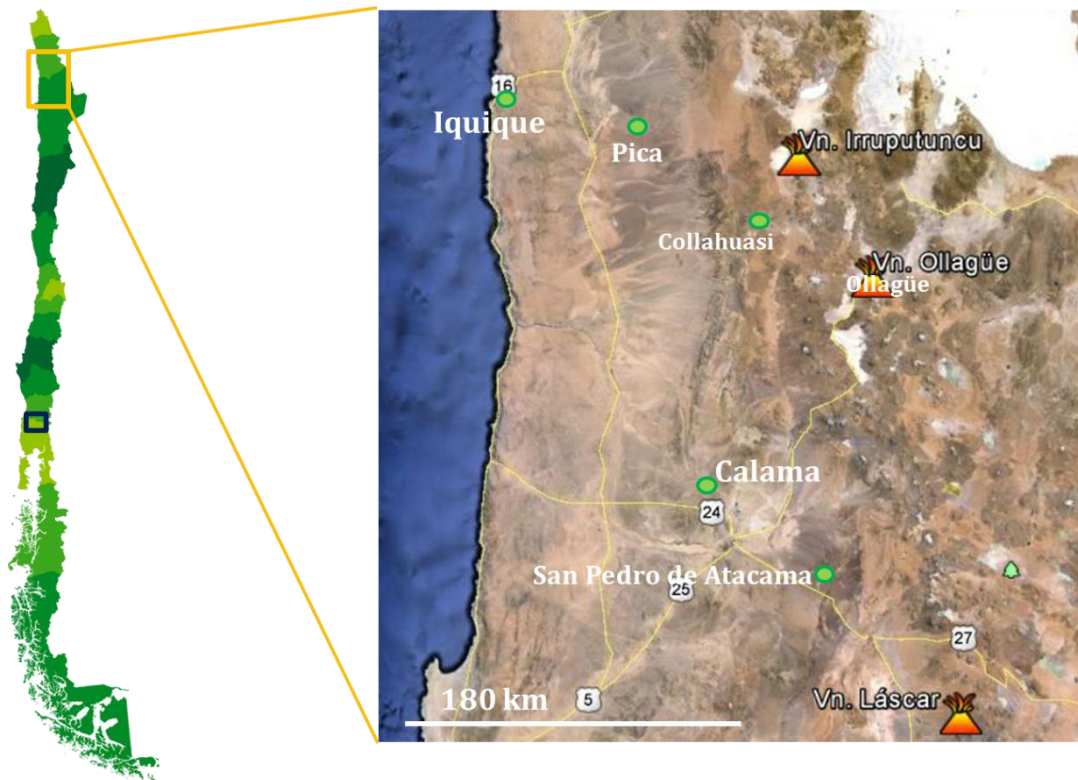 16
Iquique
Pica
Vn. Irruputuncu
Collahuasi
Vn. Ollagüe
Ollagüe
Calama
24
San Pedro de Atacama
25
27
180 km
5
Vn. Láscar